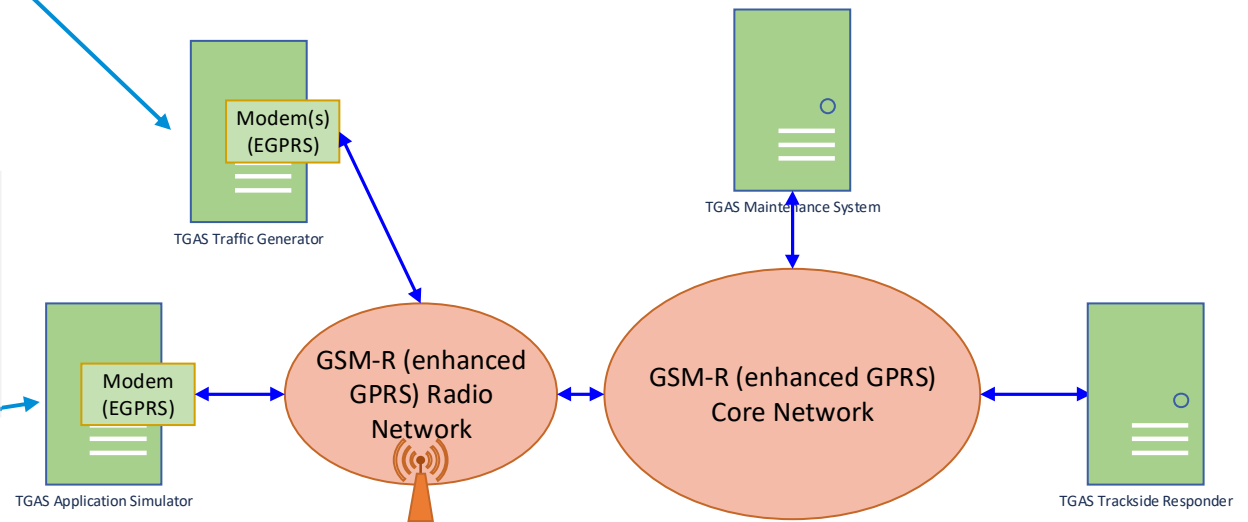 Modem(s)
(EGPRS)
TGAS Traffic Generator
TGAS Maintenance System
Modem
(EGPRS)
TGAS Application Simulator
GSM-R (enhanced
GPRS) Radio
Network
GSM-R (enhanced GPRS)
Core Network
TGAS Trackside Responder